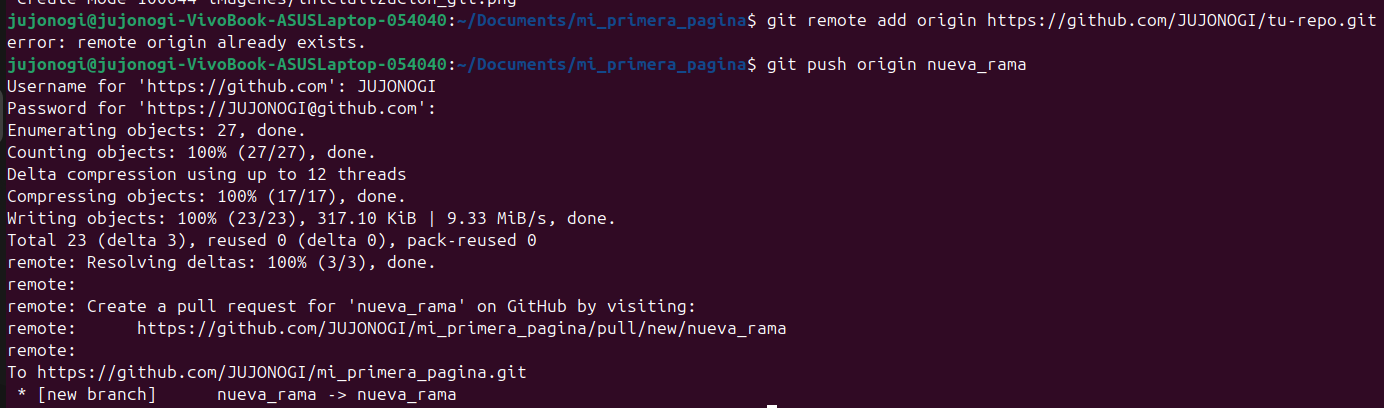 create mode 100644 imagenes/inicializacion_git.png
jujonogi@jujonogi-VivoBook-ASUSLaptop-054040:~/Documents/mi_primera_pagina$ git remote add origin https://github.com/JUJONOGI/tu-repo.git
error: remote origin already exists.
jujonogi@jujonogi-VivoBook-ASUSLaptop-054040:~/Documents/mi_primera_pagina$ git push origin nueva_rama
Username for 'https://github.com': JUJONOGI
Password for 'https://JUJONOGI@github.com':
Enumerating objects: 27, done.
Counting objects: 100% (27/27), done.
Delta compression using up to 12 threads
Compressing objects: 100% (17/17), done.
Writing objects: 100% (23/23), 317.10 KiB | 9.33 MiB/s, done.
Total 23 (delta 3), reused 0 (delta 0), pack-reused 0
remote: Resolving deltas: 100% (3/3), done.
remote:
remote: Create a pull request for 'nueva_rama' on GitHub by visiting:
remote:      https://github.com/JUJONOGI/mi_primera_pagina/pull/new/nueva_rama
remote:
To https://github.com/JUJONOGI/mi_primera_pagina.git
 * [new branch]      nueva_rama -> nueva_rama